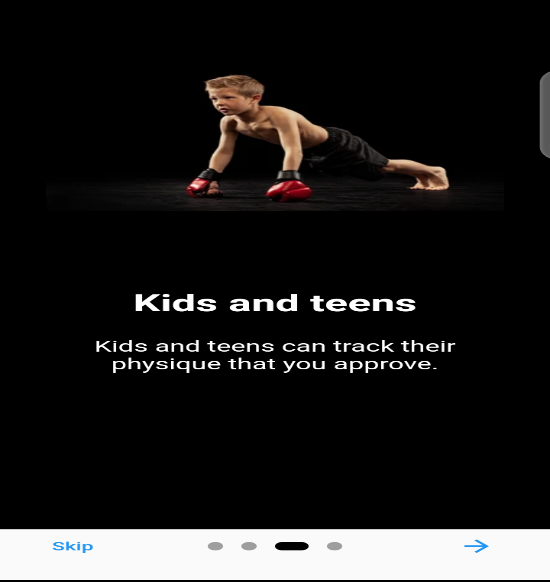 Kids and teens
Kids and teens can track their
physique that you approve.
Skip